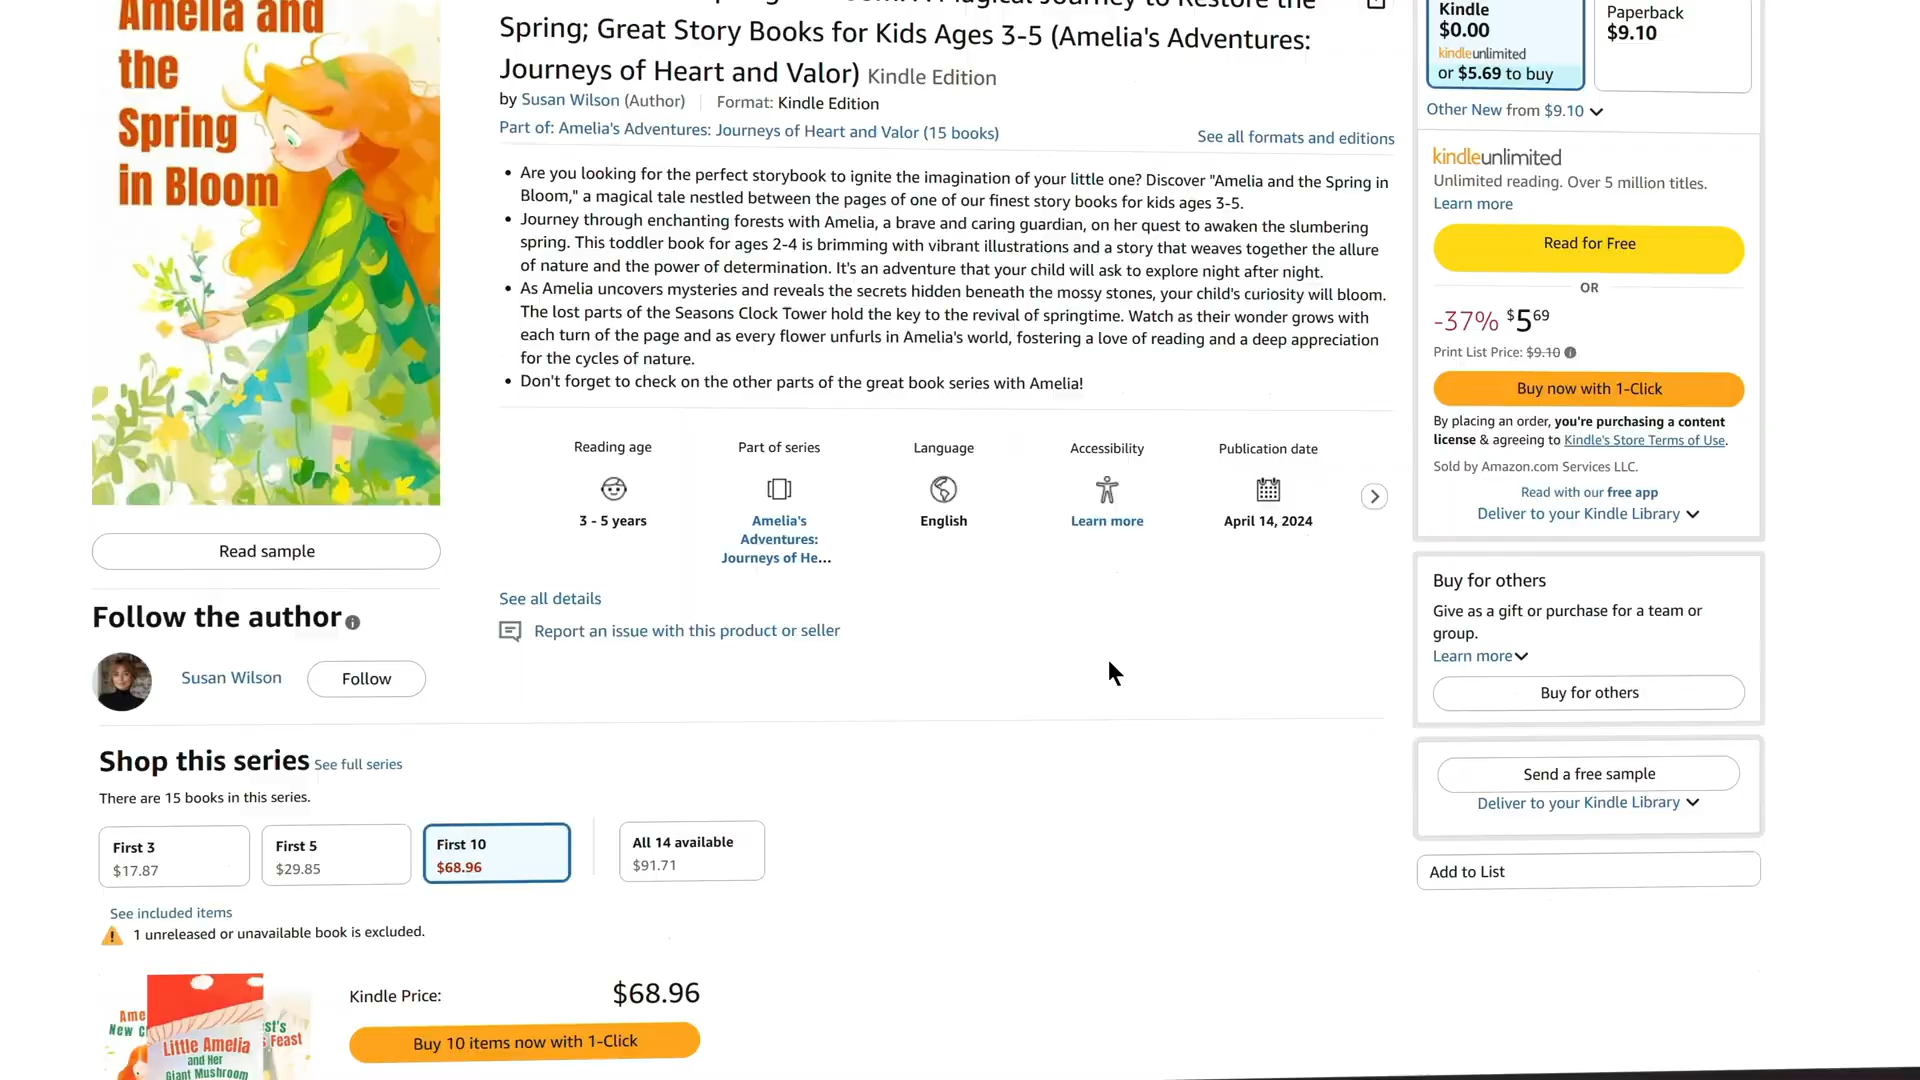 Amelia and
the
Spring
in Bloom
Read sample
Follow the author
Susan Wilson
Follow
Spring; Great Story Books for Kids Ages 3-5 (Amelia's Adventures:
Journeys of Heart and Valor) Kindle Edition
by Susan Wilson (Author) | Format: Kindle Edition
Part of: Amelia's Adventures: Journeys of Heart and Valor (15 books)
See all formats and editions
• Are you looking for the perfect storybook to ignite the imagination of your little one? Discover "Amelia and the Spring in
Bloom," a magical tale nestled between the pages of one of our finest story books for kids ages 3-5.
• Journey through enchanting forests with Amelia, a brave and caring guardian, on her quest to awaken the slumbering
spring. This toddler book for ages 2-4 is brimming with vibrant illustrations and a story that weaves together the allure
of nature and the power of determination. It's an adventure that your child will ask to explore night after night.
• As Amelia uncovers mysteries and reveals the secrets hidden beneath the mossy stones, your child's curiosity will bloom.
The lost parts of the Seasons Clock Tower hold the key to the revival of springtime. Watch as their wonder grows with
each turn of the page and as every flower unfurls in Amelia's world, fostering a love of reading and a deep appreciation
for the cycles of nature.
• Don't forget to check on the other parts of the great book series with Amelia!
Reading age
3 - 5 years
Part of series
Amelia's
Adventures:
Journeys of He...
Language
English
Accessibility
Learn more
Publication date
April 14, 2024
See all details
Report an issue with this product or seller
Shop this series See full series
There are 15 books in this series.
First 3
$17.87
First 5
$29.85
First 10
$68.96
All 14 available
$91.71
See included items
1 unreleased or unavailable book is excluded.
Ame
New C
Little Amelia
and Her
Giant Mushroom
st's
Feast
Kindle Price: $68.96
Buy 10 items now with 1-Click
Kindle
$0.00
kindleunlimited
or $5.69 to buy
Paperback
$9.10
Other New from $9.10
kindleunlimited
Unlimited reading. Over 5 million titles.
Learn more
Read for Free
OR
-37% $5 69
Print List Price: $9.10
Buy now with 1-Click
By placing an order, you're purchasing a content
license & agreeing to Kindle's Store Terms of Use.
Sold by Amazon.com Services LLC.
Read with our free app
Deliver to your Kindle Library
Buy for others
Give as a gift or purchase for a team or
group.
Learn more
Buy for others
Send a free sample
Deliver to your Kindle Library
Add to List